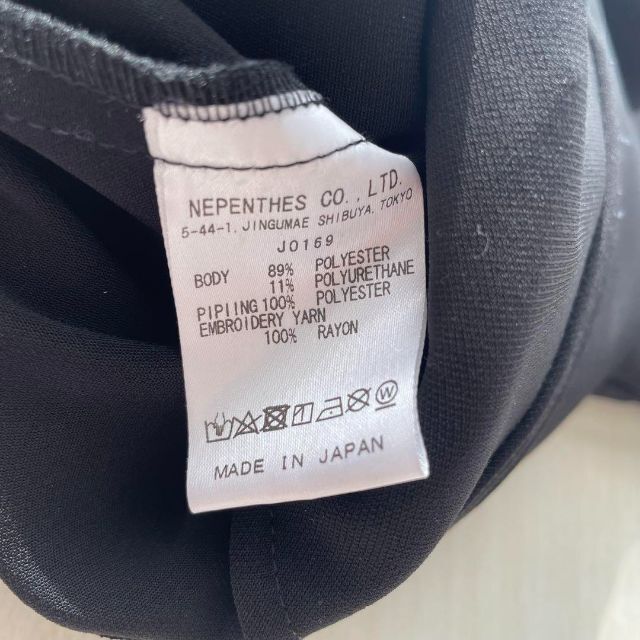 NEPENTHES CO., LTD.
5-44-1, JINGUMAE SHIBUYA, TOKYO
J0169
BODY 89% POLYESTER
11% POLYURETHANE
PIPIING 100% POLYESTER
EMBROIDERY YARN
100% RAYON
W
MADE IN JAPAN